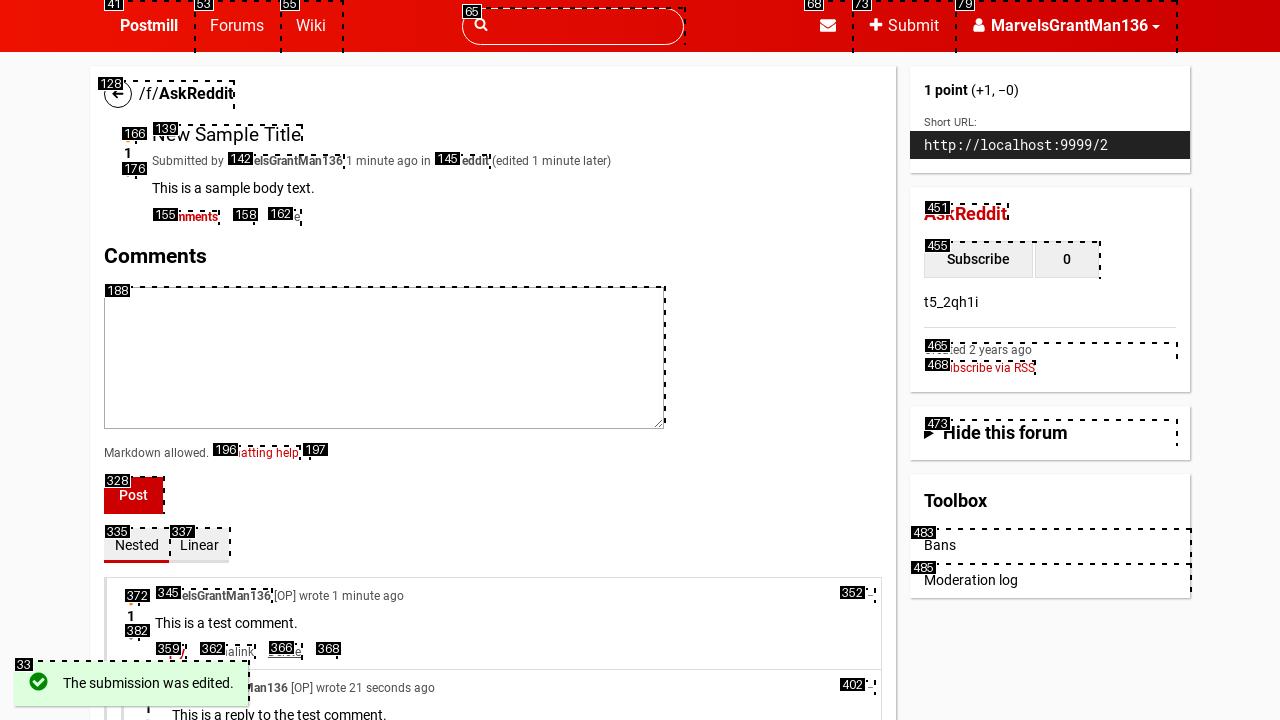 41 53 55 65 68 73 79
Postmill Forums Wiki Submit MarvelsGrantMan136
128
/f/AskReddit
166 139
New Sample Title
1
176
Submitted by 142 elsGrantMan136 1 minute ago in 145 eddit (edited 1 minute later)
This is a sample body text.
155 nments 158 162 e
Comments
188
Markdown allowed. 196 atting help 197
328
Post
335 337
Nested Linear
372 345 elsGrantMan136 [OP] wrote 1 minute ago 352 −
1 This is a test comment.
382
359 y 362 alink 366 368
Man136 [OP] wrote 21 seconds ago 402 −
1 This is a reply to the test comment.
33
The submission was edited.
1 point (+1, −0)
Short URL:
http://localhost:9999/2
451
AskReddit
455
Subscribe 0
t5_2qh1i
465 ted 2 years ago
468 bscribe via RSS
473
Hide this forum
Toolbox
483
Bans
485
Moderation log